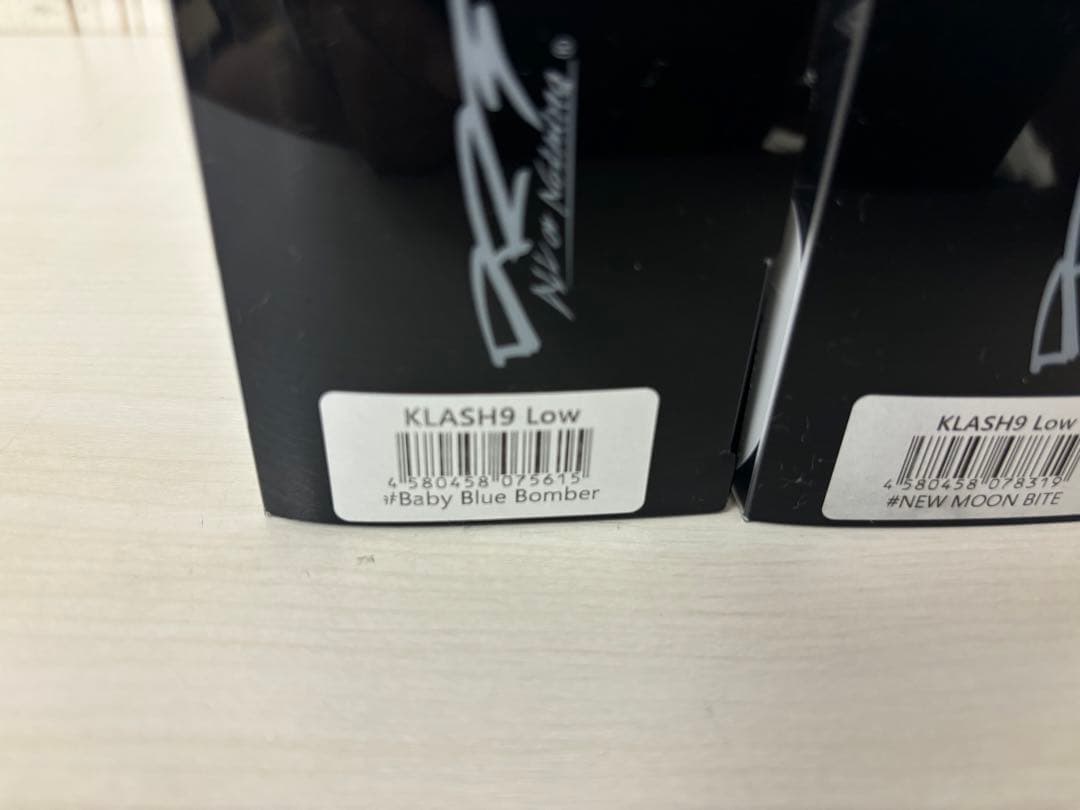 KLASH9 Low
4 580458 075615
#Baby Blue Bomber
KLASH9 Low
4 580458 078319
#NEW MOON BITE